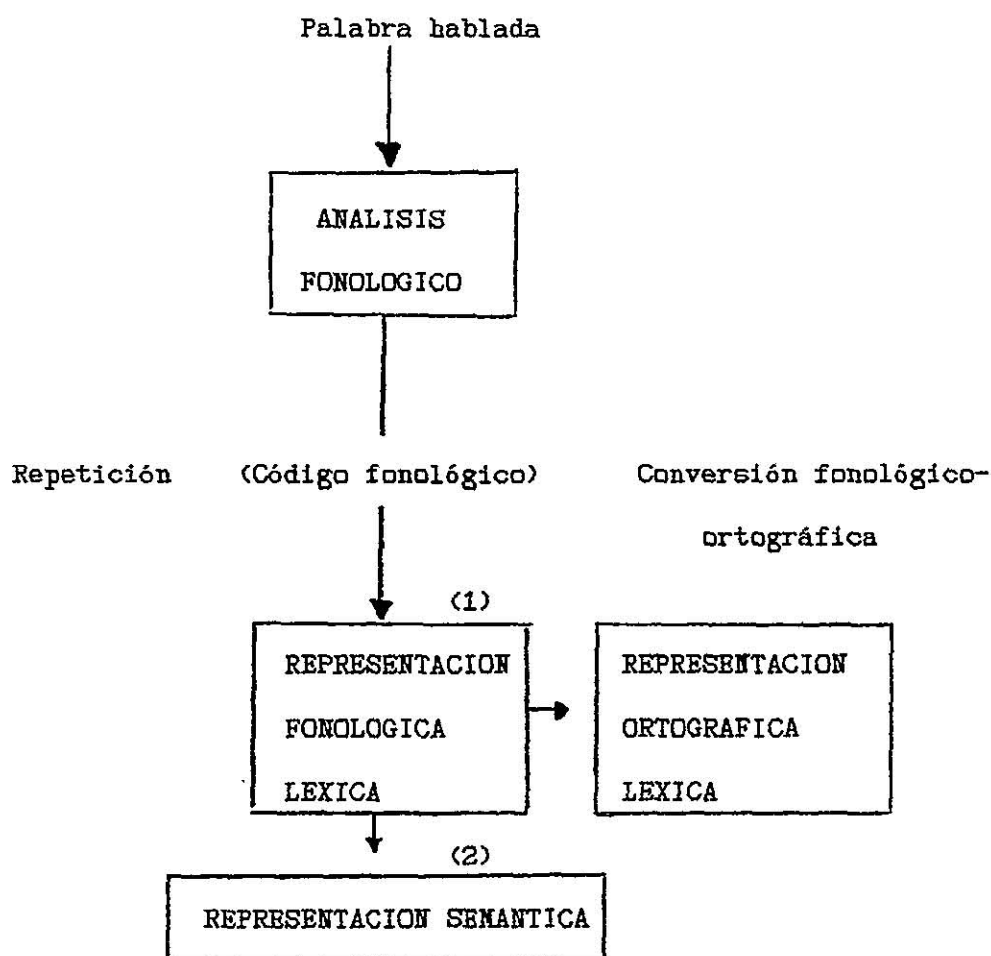 Palabra hablada
ANALISIS
FONOLOGICO
Repetición (Código fonológico) Conversión fonológico-
ortográfica
(1)
REPRESENTACION
FONOLOGICA
LEXICA
REPRESENTACION
ORTOGRAFICA
LEXICA
(2)
REPRESENTACION SEMANTICA